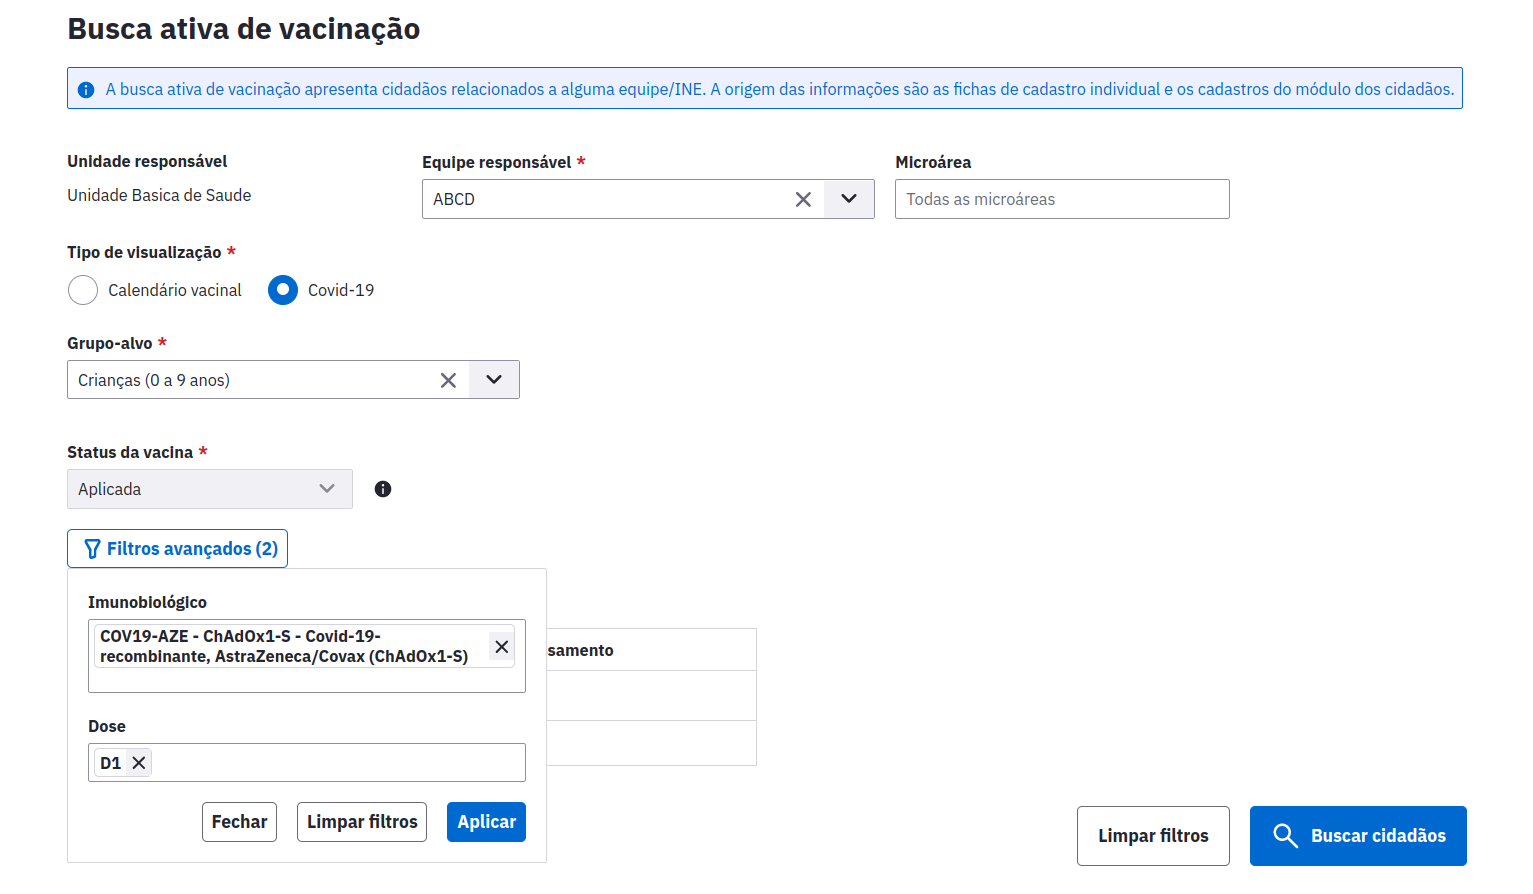 Busca ativa de vacinação
A busca ativa de vacinação apresenta cidadãos relacionados a alguma equipe/INE. A origem das informações são as fichas de cadastro individual e os cadastros do módulo dos cidadãos.
Unidade responsável
Unidade Basica de Saude
Equipe responsável *
ABCD
Microárea
Todas as microáreas
Tipo de visualização *
Calendário vacinal
Covid-19
Grupo-alvo *
Crianças (0 a 9 anos)
Status da vacina *
Aplicada
Filtros avançados (2)
Imunobiológico
COV19-AZE - ChAdOx1-S - Covid-19-
recombinante, AstraZeneca/Covax (ChAdOx1-S)
samento
Dose
D1
Fechar
Limpar filtros
Aplicar
Limpar filtros
Buscar cidadãos